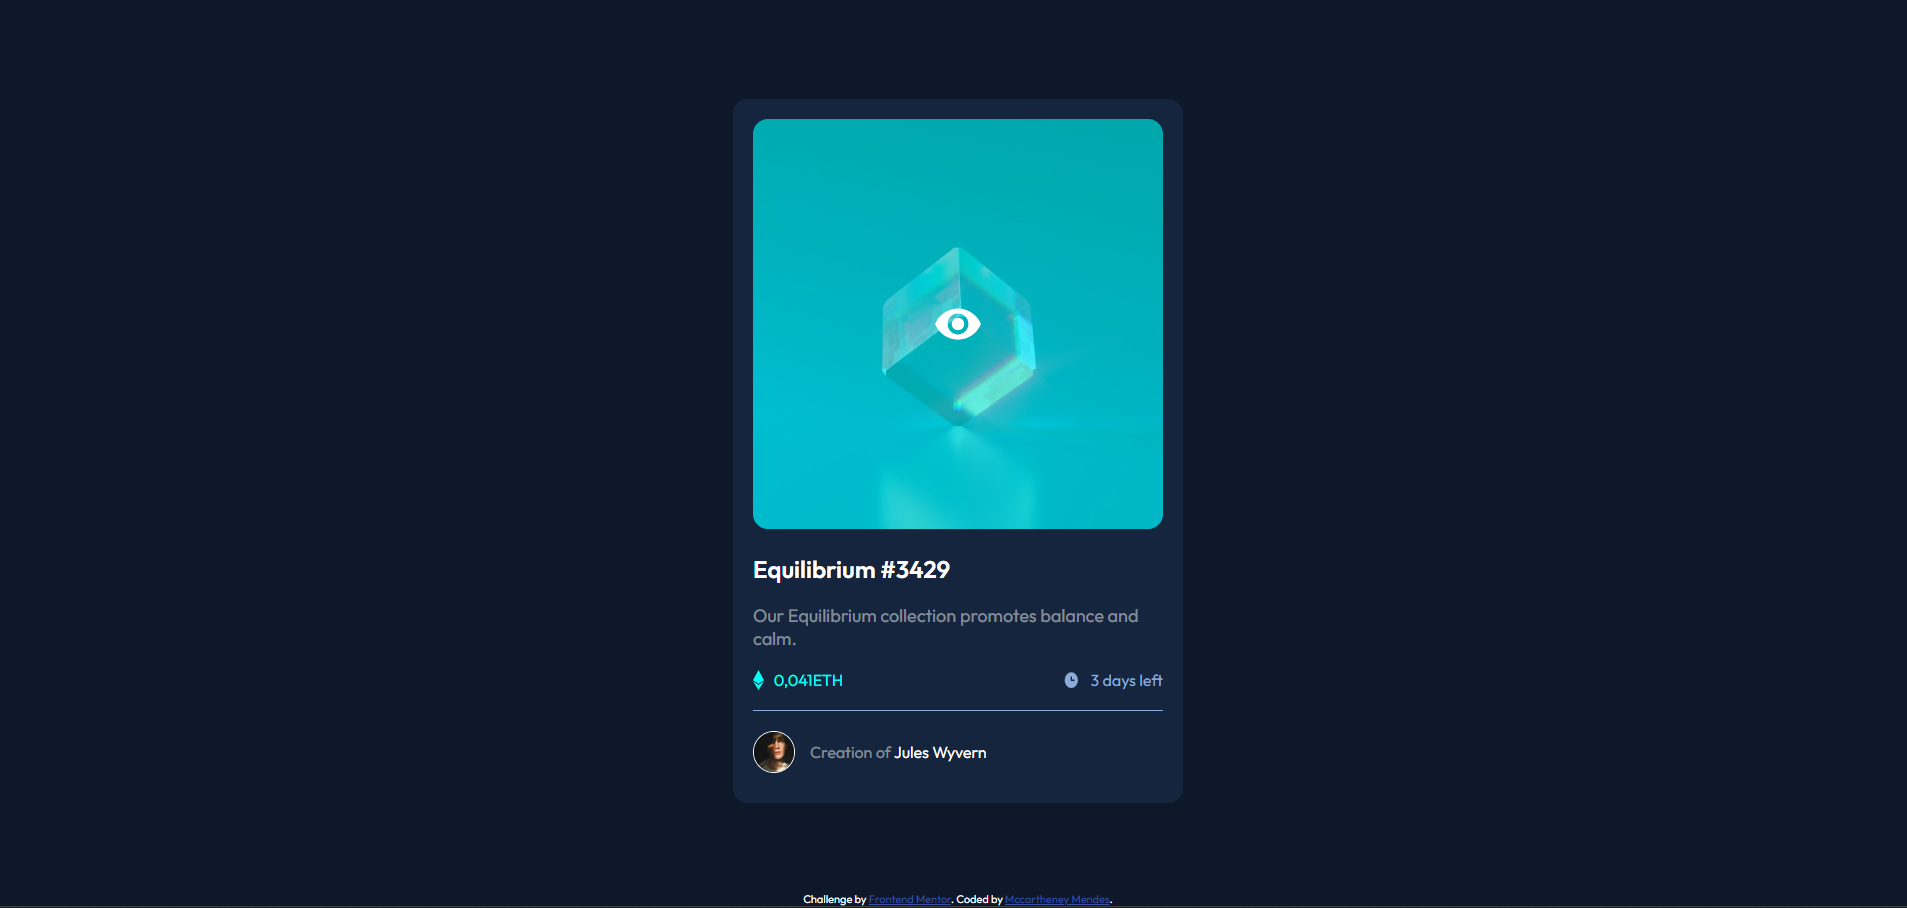 Equilibrium #3429
Our Equilibrium collection promotes balance and
calm.
0,041ETH
3 days left
Creation of Jules Wyvern
Challenge by Frontend Mentor. Coded by Mccartheney Mendes.